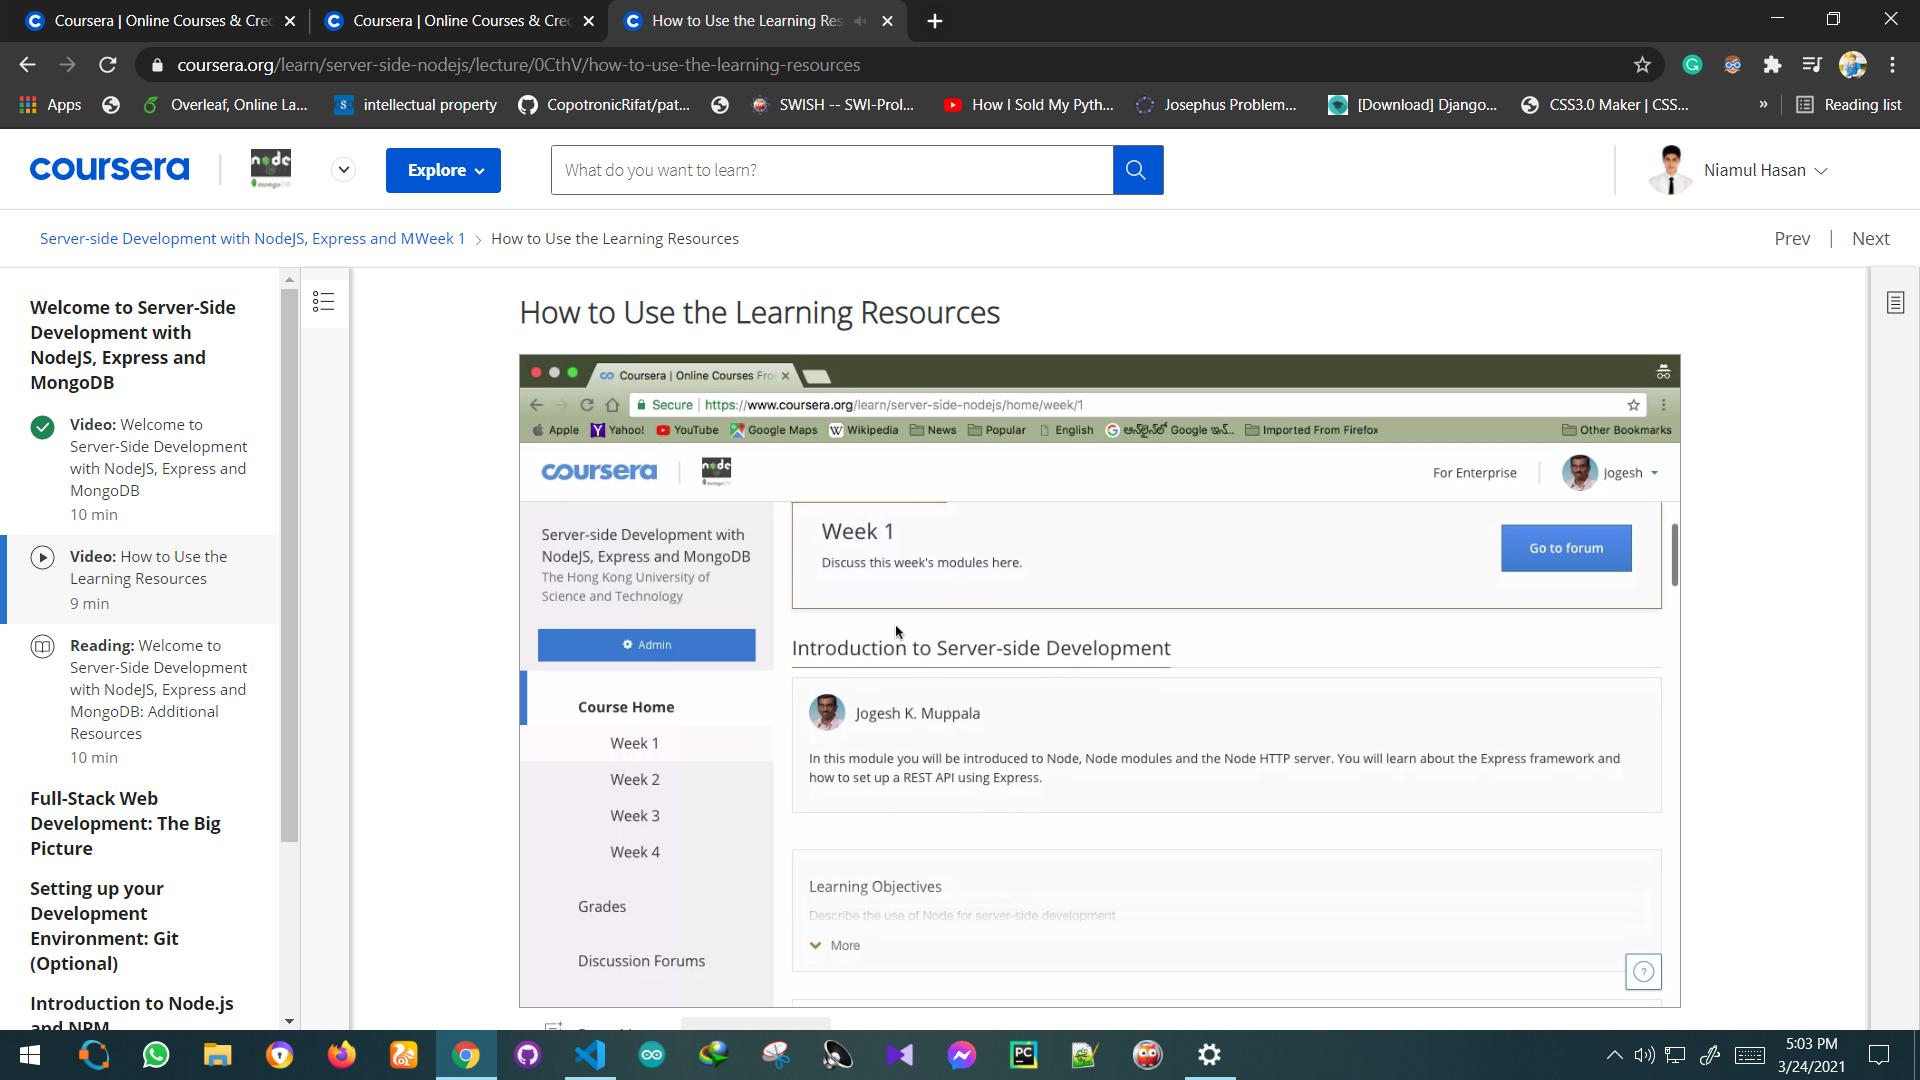 Coursera | Online Courses & Cre
Coursera | Online Courses & Cre
How to Use the Learning Res
coursera.org/learn/server-side-nodejs/lecture/0CthV/how-to-use-the-learning-resources
Apps
Overleaf, Online La...
intellectual property
CopotronicRifat/pat...
SWISH -- SWI-Prol...
How I Sold My Pyth...
Josephus Problem...
[Download] Django...
CSS3.0 Maker | CSS...
»
Reading list
coursera
node
mongoDB
Explore
What do you want to learn?
Niamul Hasan
Server-side Development with NodeJS, Express and MWeek 1 > How to Use the Learning Resources
Prev | Next
Welcome to Server-Side
Development with
NodeJS, Express and
MongoDB
Video: Welcome to
Server-Side Development
with NodeJS, Express and
MongoDB
10 min
Video: How to Use the
Learning Resources
9 min
Reading: Welcome to
Server-Side Development
with NodeJS, Express and
MongoDB: Additional
Resources
10 min
Full-Stack Web
Development: The Big
Picture
Setting up your
Development
Environment: Git
(Optional)
Introduction to Node.js
and NPM
How to Use the Learning Resources
Coursera | Online Courses Fro
Secure | https://www.coursera.org/learn/server-side-nodejs/home/week/1
Apple
Yahoo!
YouTube
Google Maps
Wikipedia
News
Popular
English
Google
Imported From Firefox
Other Bookmarks
coursera
node
mongoDB
For Enterprise
Jogesh
Server-side Development with
NodeJS, Express and MongoDB
The Hong Kong University of
Science and Technology
Admin
Course Home
Week 1
Week 2
Week 3
Week 4
Grades
Discussion Forums
Week 1
Discuss this week's modules here.
Go to forum
Introduction to Server-side Development
Jogesh K. Muppala
In this module you will be introduced to Node, Node modules and the Node HTTP server. You will learn about the Express framework and
how to set up a REST API using Express.
Learning Objectives
Describe the use of Node for server-side development
More
5:03 PM
3/24/2021